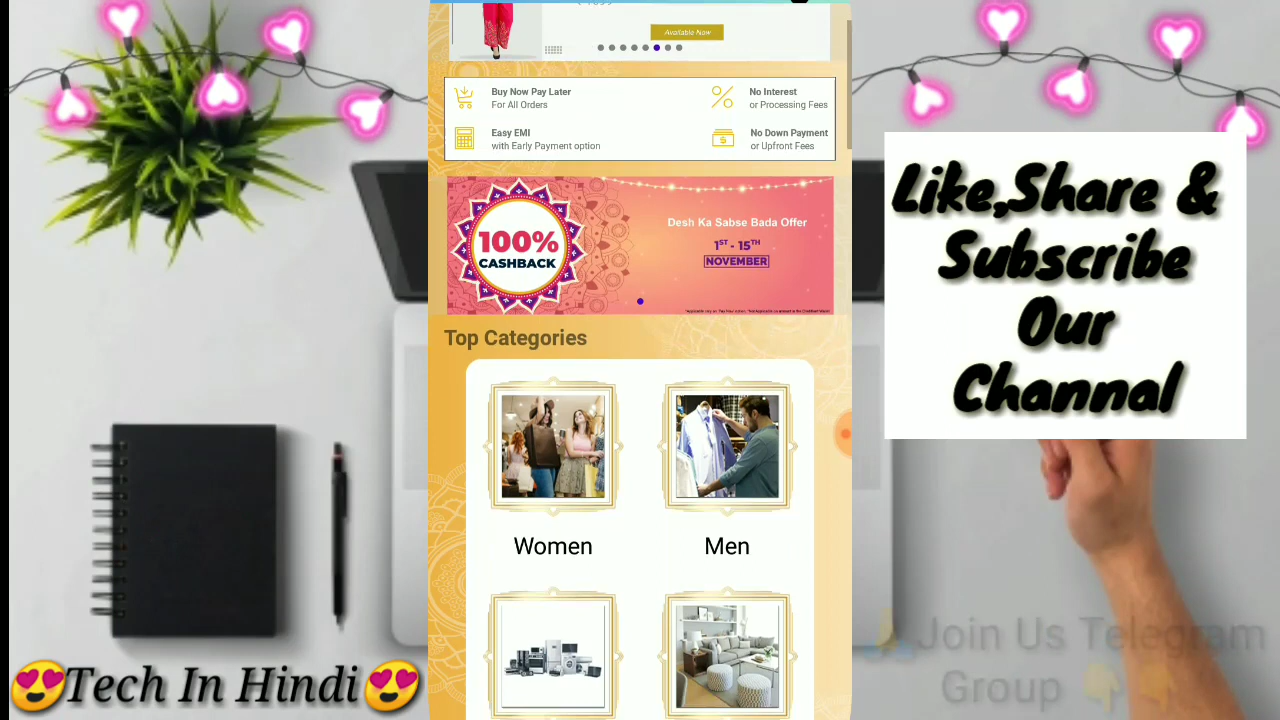 Available Now
Buy Now Pay Later
For All Orders
No Interest
or Processing Fees
Easy EMI
with Early Payment option
No Down Payment
or Upfront Fees
100%
CASHBACK
Desh Ka Sabse Bada Offer
1ST - 15TH
NOVEMBER
Top Categories
Women
Men
Like,Share &
Subscribe
Our
Channal
Tech In Hindi
Join Us Telegram
Group